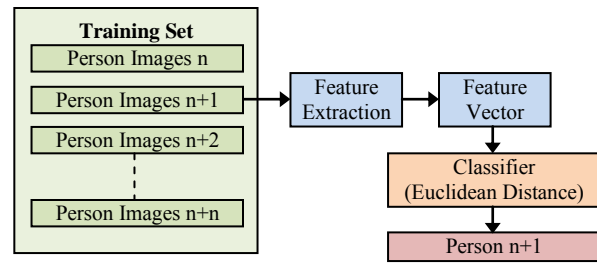 Training Set
Person Images n
Person Images n+1
Person Images n+2
Person Images n+n
Feature
Extraction
Feature
Vector
Classifier
(Euclidean Distance)
Person n+1